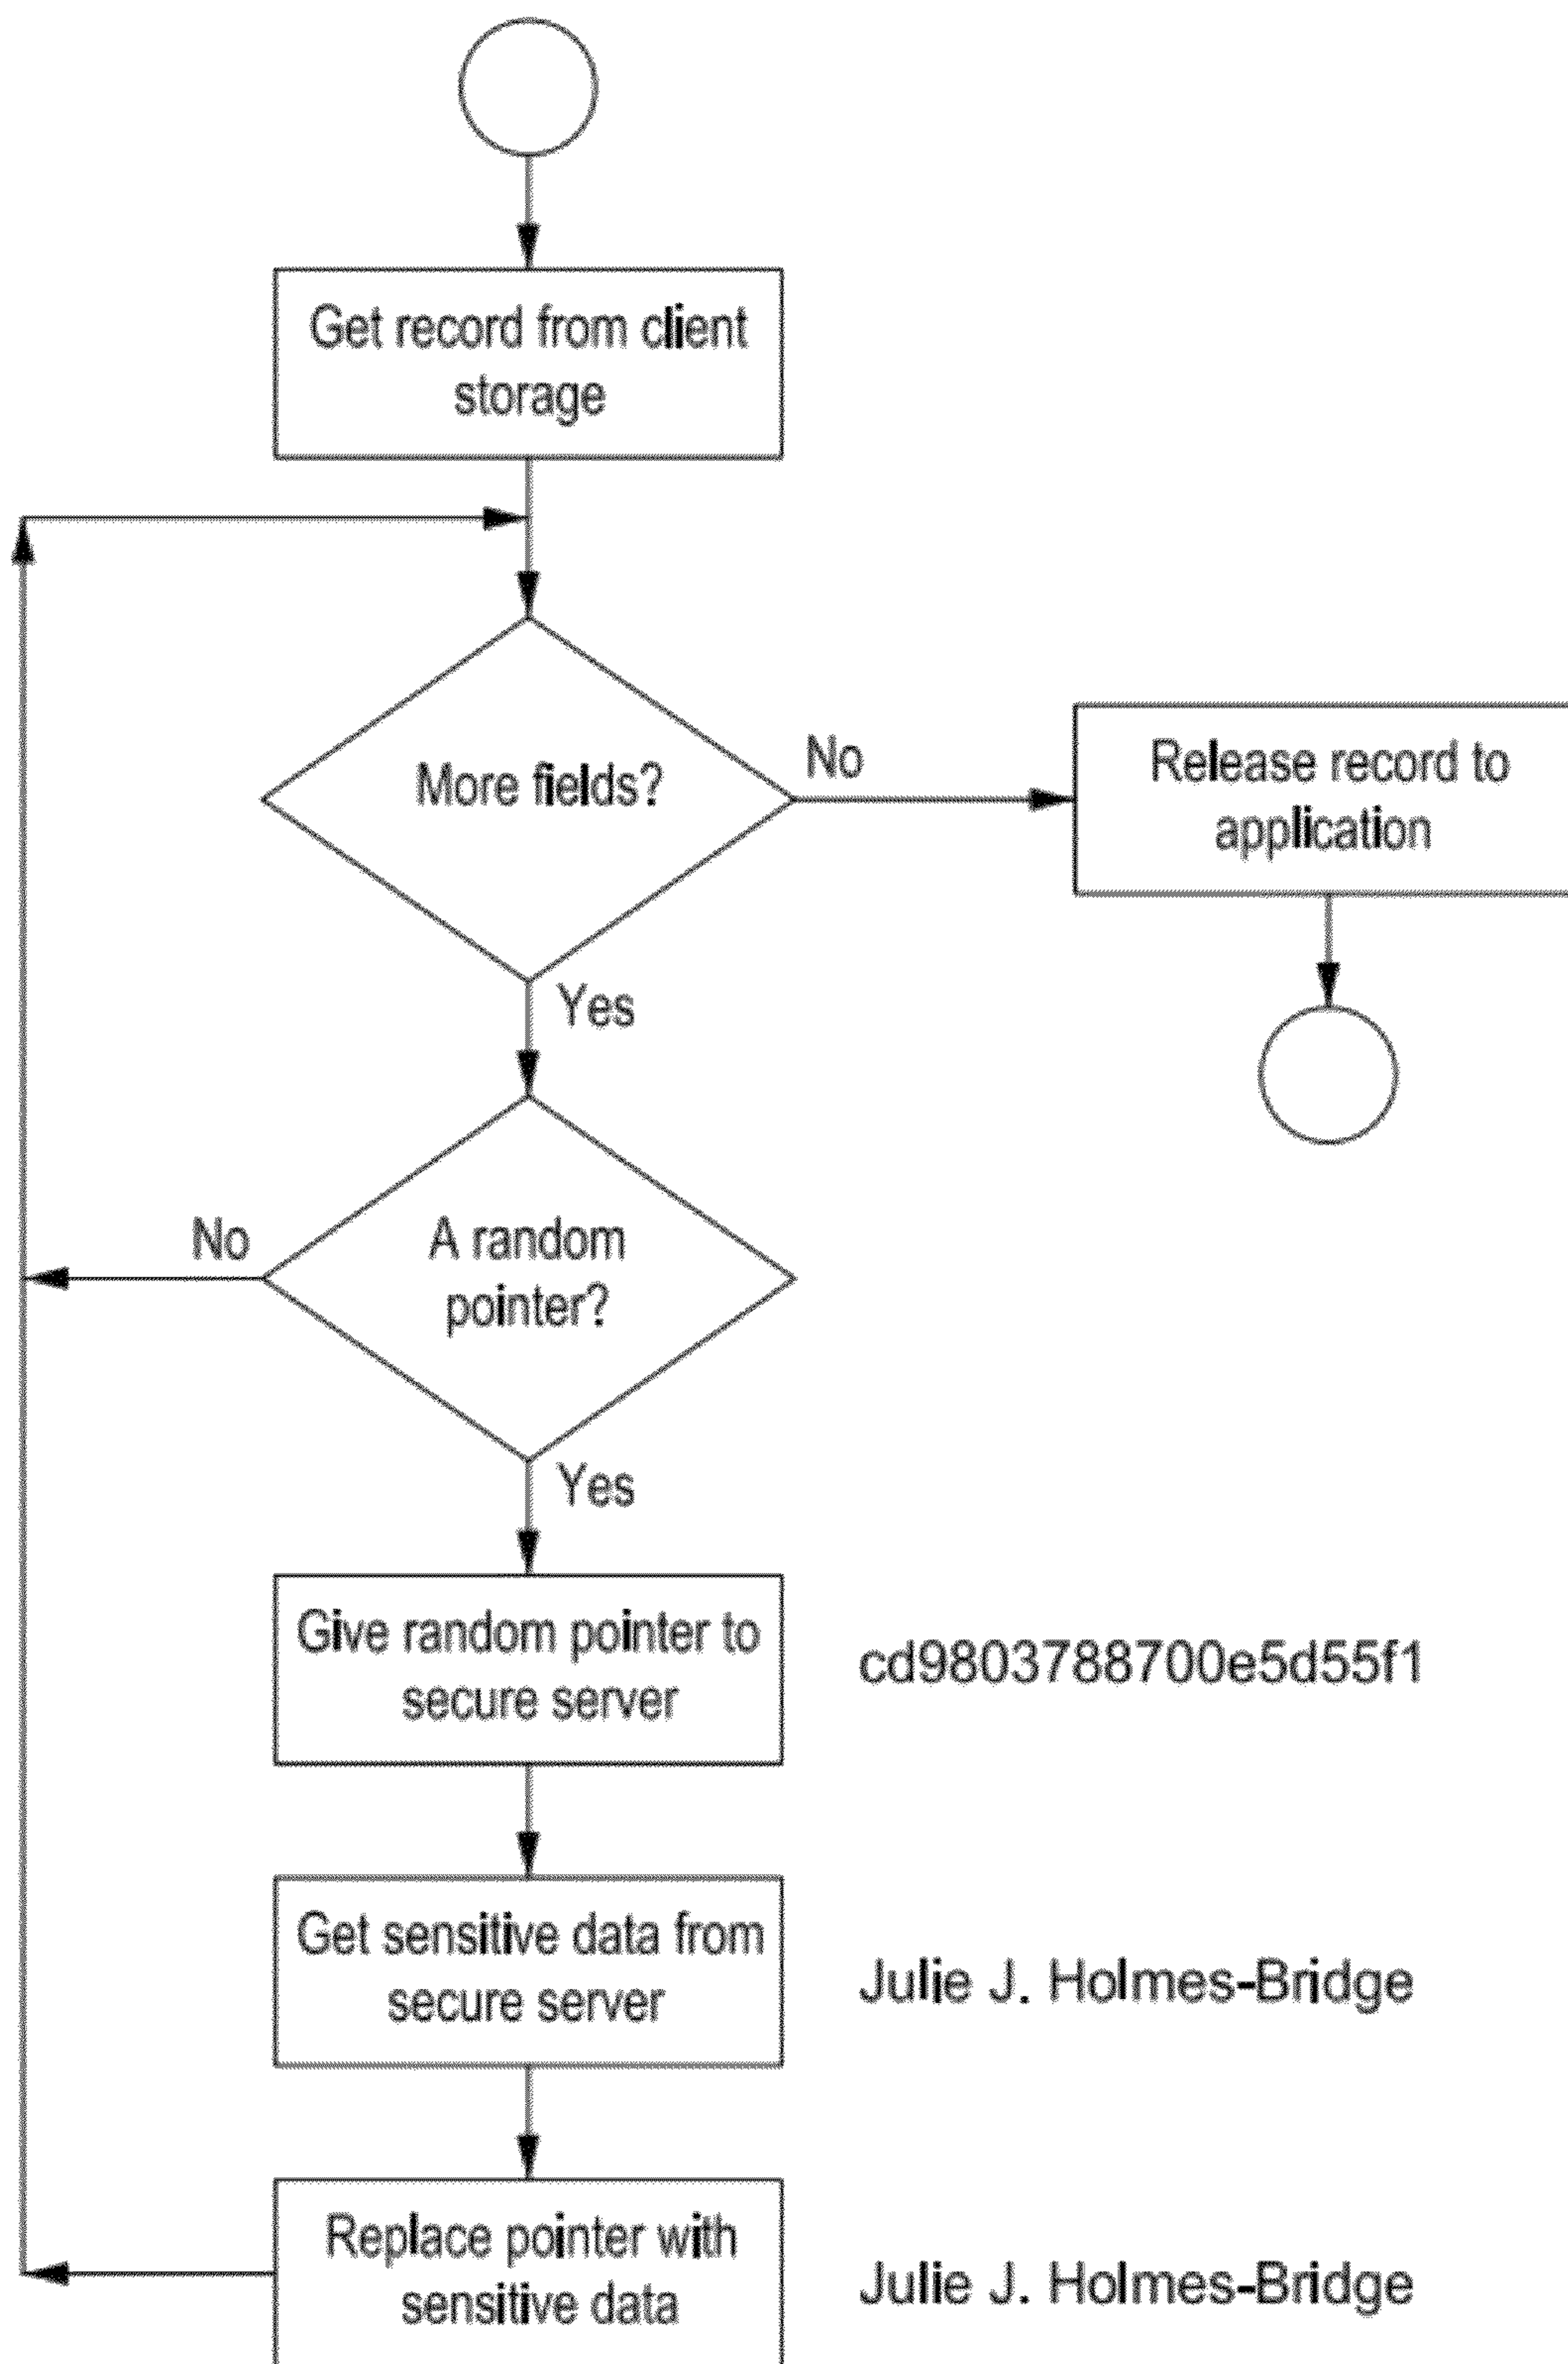 Get record from client
storage
More fields?
No
Release record to
application
Yes
No
A random
pointer?
Yes
Give random pointer to
secure server
cd9803788700e5d55f1
Get sensitive data from
secure server
Julie J. Holmes-Bridge
Replace pointer with
sensitive data
Julie J. Holmes-Bridge